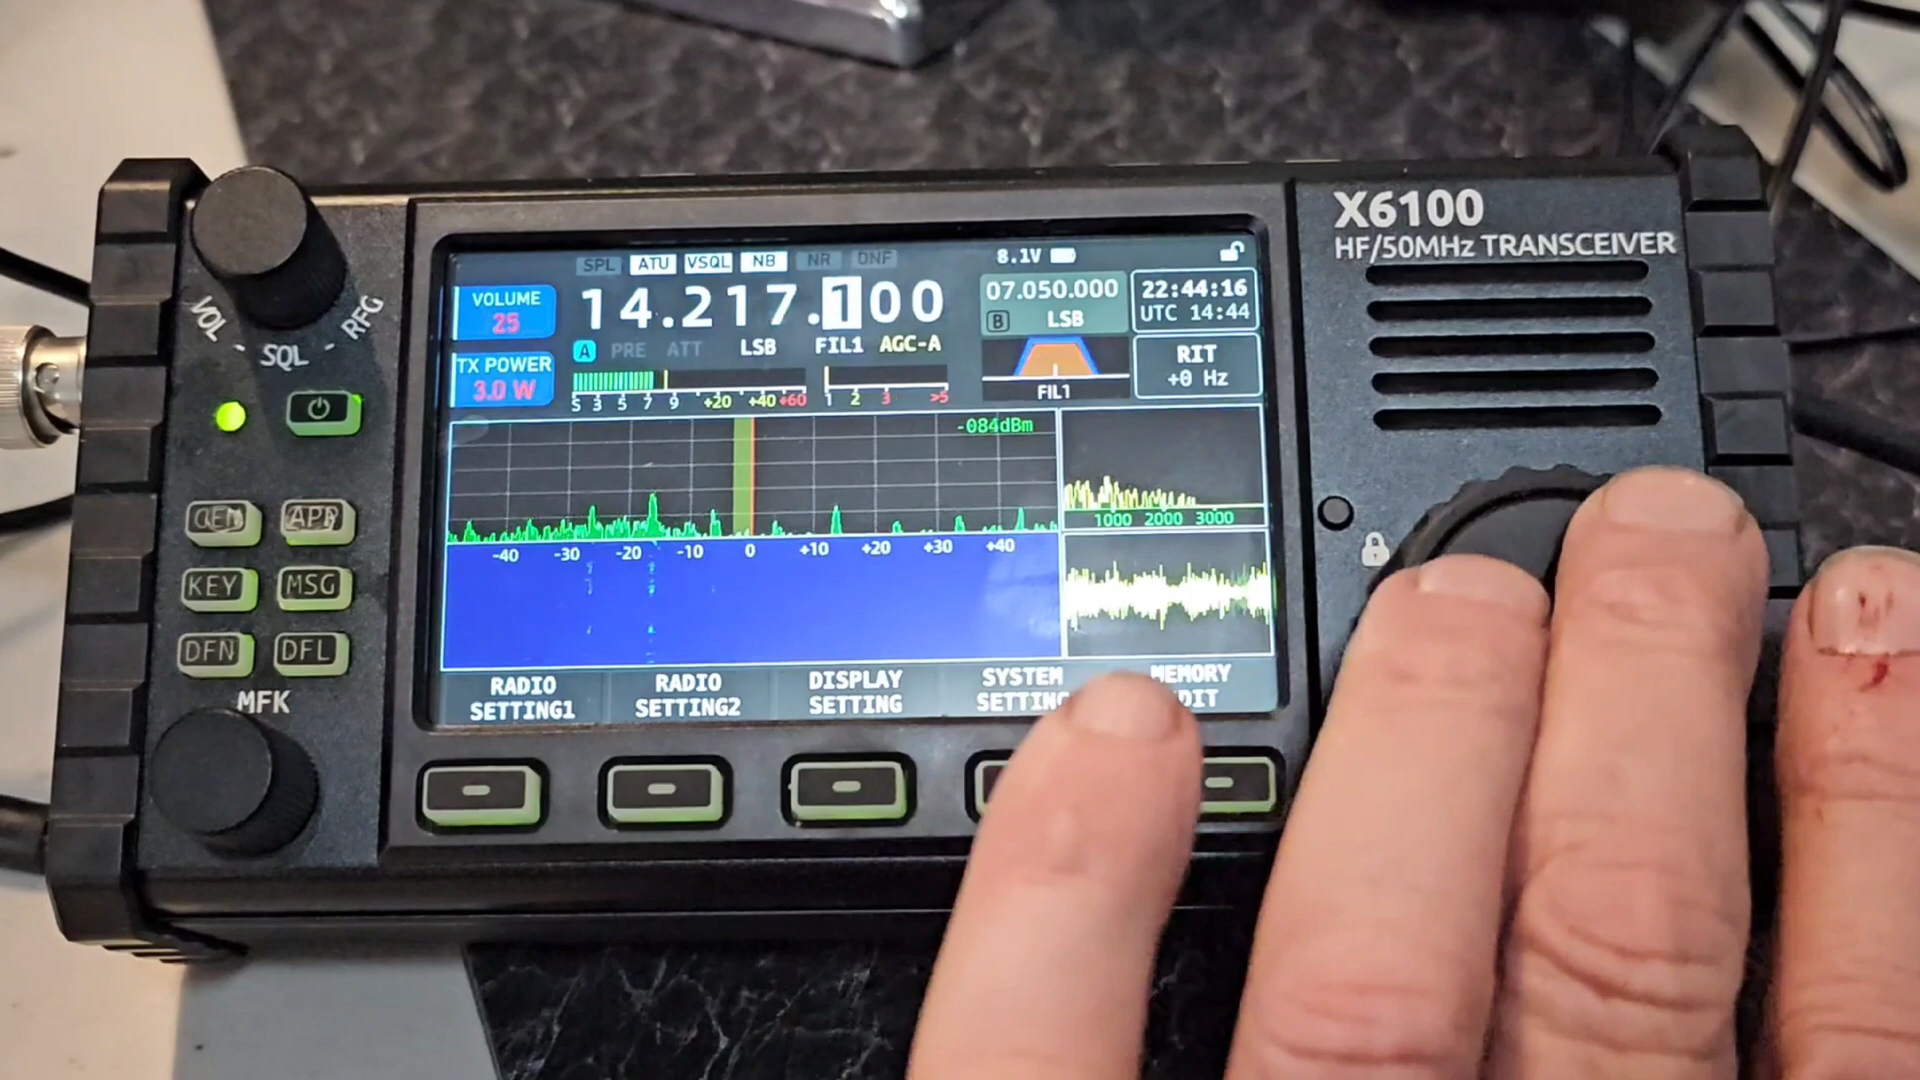 X6100
HF/50MHz TRANSCEIVER
SPL ATU VSQL NB NR DNF
8.1V
VOLUME
25
14.217.100
07.050.000
B LSB
22:44:16
UTC 14:44
A PRE ATT LSB FIL1 AGC-A
TX POWER
3.0 W
S 3 5 7 9 +20 +40 +60
1 2 3 >5
FIL1
RIT
+0 Hz
VOL - SQL - RFG
-084dBm
1000 2000 3000
-40 -30 -20 -10 0 +10 +20 +30 +40
GEN APP
KEY MSG
DFN DFL
MFK
RADIO
SETTING1
RADIO
SETTING2
DISPLAY
SETTING
SYSTEM
MEMORY